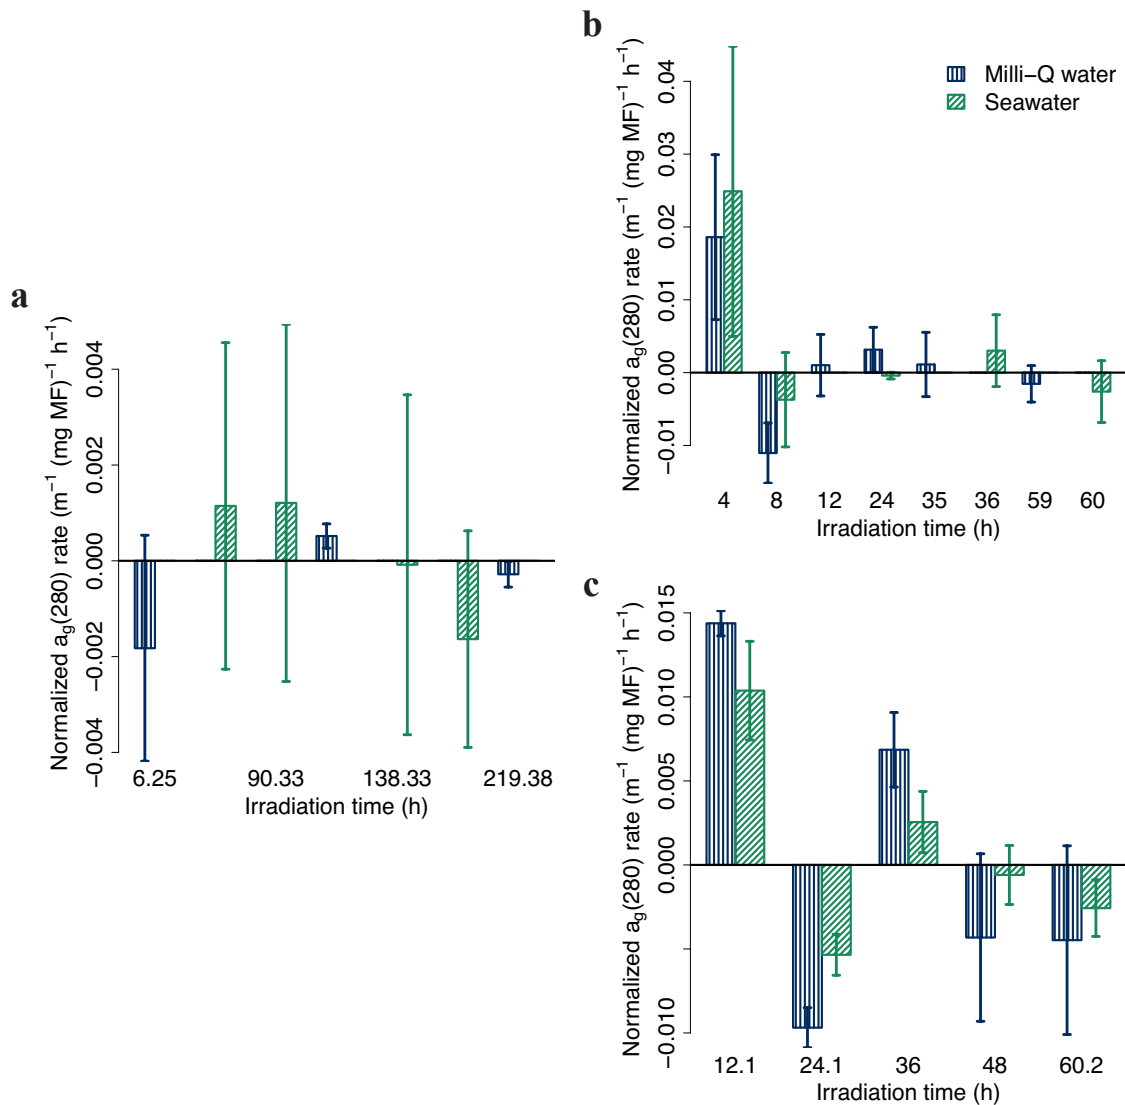 a
Normalized ag(280) rate (m−1 (mg MF)−1 h−1)
0.004
0.002
0.000
−0.002
−0.004
6.25 90.33 138.33 219.38
Irradiation time (h)
b
Normalized ag(280) rate (m−1 (mg MF)−1 h−1)
0.04
0.03
0.02
0.01
0.00
−0.01
Milli−Q water
Seawater
4 8 12 24 35 36 59 60
Irradiation time (h)
c
Normalized ag(280) rate (m−1 (mg MF)−1 h−1)
0.015
0.010
0.005
0.000
−0.010
12.1 24.1 36 48 60.2
Irradiation time (h)